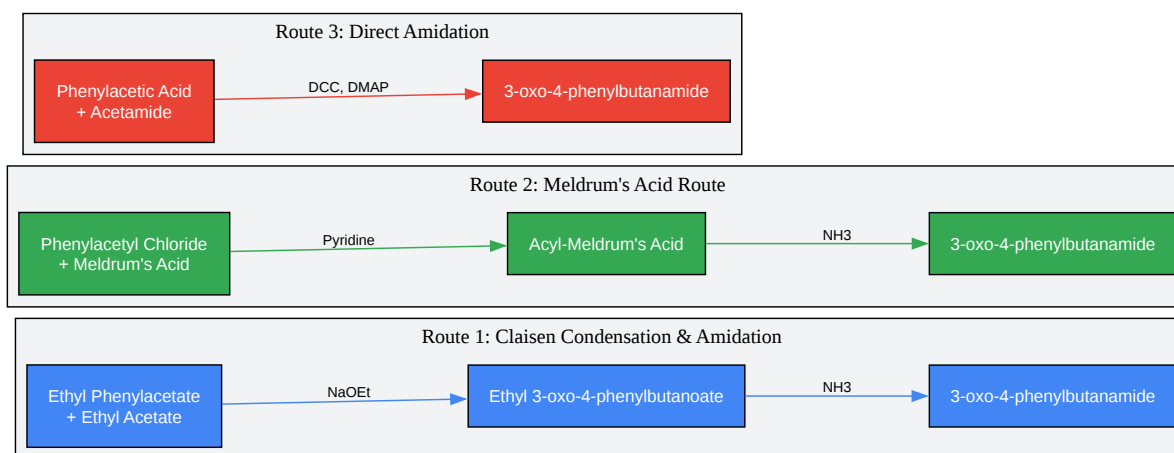 Route 3: Direct Amidation
Phenylacetic Acid
+ Acetamide
DCC, DMAP
3-oxo-4-phenylbutanamide
Route 2: Meldrum's Acid Route
Phenylacetyl Chloride
+ Meldrum's Acid
Pyridine
Acyl-Meldrum's Acid
NH3
3-oxo-4-phenylbutanamide
Route 1: Claisen Condensation & Amidation
Ethyl Phenylacetate
+ Ethyl Acetate
NaOEt
Ethyl 3-oxo-4-phenylbutanoate
NH3
3-oxo-4-phenylbutanamide